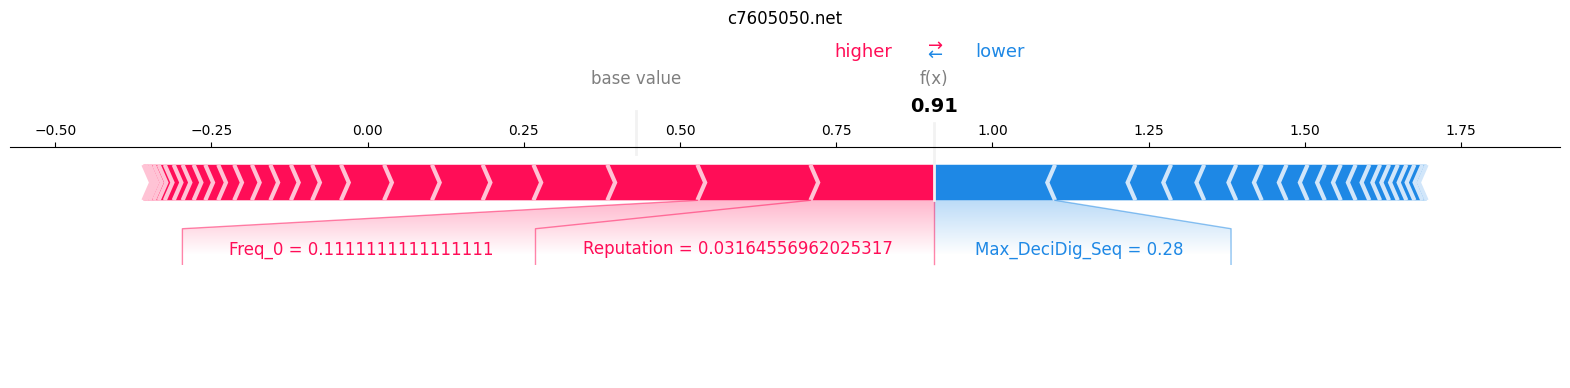 c7605050.net
higher ⇄ lower
base value f(x)
0.91
−0.50 −0.25 0.00 0.25 0.50 0.75 1.00 1.25 1.50 1.75
Freq_0 = 0.1111111111111111 Reputation = 0.03164556962025317 Max_DeciDig_Seq = 0.28